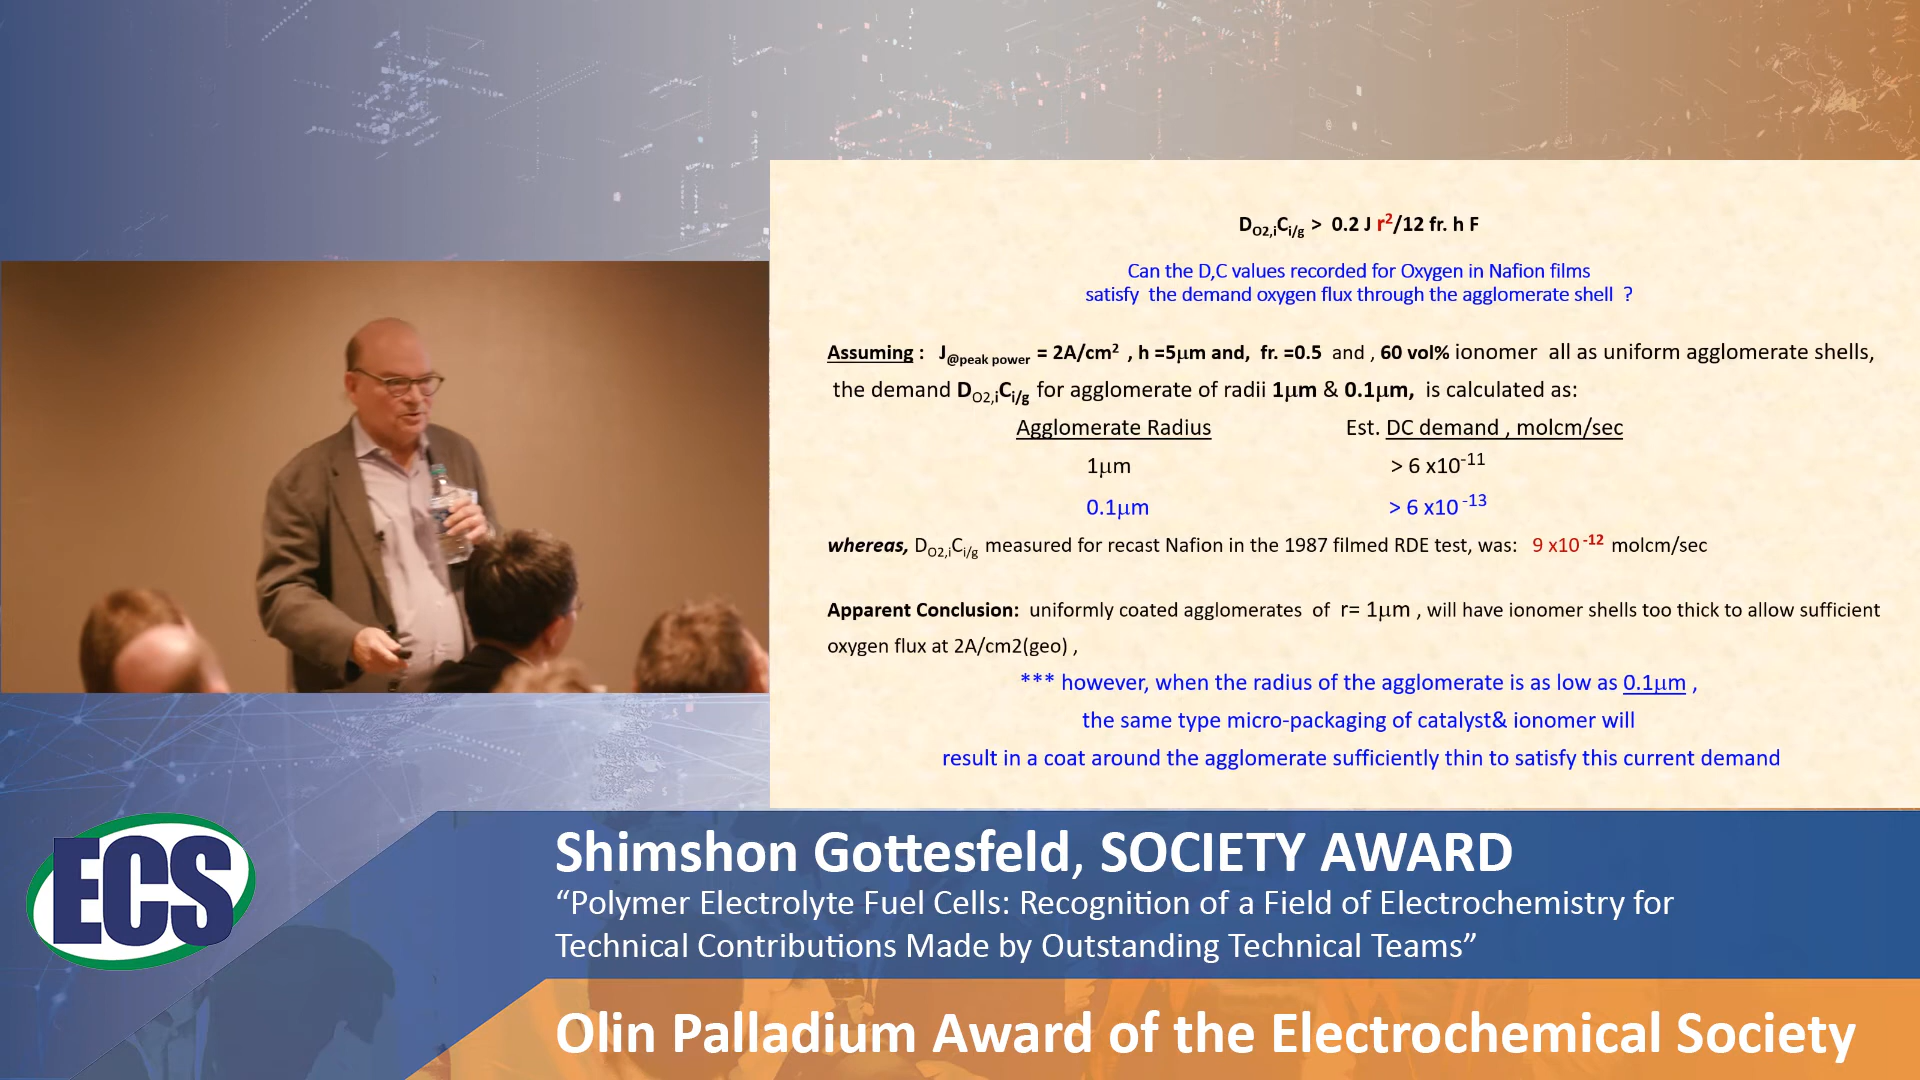 D_O2,i C_i/g > 0.2 J r²/12 fr. h F
Can the D,C values recorded for Oxygen in Nafion films
satisfy the demand oxygen flux through the agglomerate shell ?
Assuming : J_@peak power = 2A/cm² , h =5μm and, fr. =0.5 and , 60 vol% ionomer all as uniform agglomerate shells,
the demand D_O2,i C_i/g for agglomerate of radii 1μm & 0.1μm, is calculated as:
Agglomerate Radius Est. DC demand , molcm/sec
1μm > 6 x10⁻¹¹
0.1μm > 6 x10⁻¹³
whereas, D_O2,i C_i/g measured for recast Nafion in the 1987 filmed RDE test, was: 9 x10⁻¹² molcm/sec
Apparent Conclusion: uniformly coated agglomerates of r= 1μm , will have ionomer shells too thick to allow sufficient
oxygen flux at 2A/cm2(geo) ,
*** however, when the radius of the agglomerate is as low as 0.1μm ,
the same type micro-packaging of catalyst& ionomer will
result in a coat around the agglomerate sufficiently thin to satisfy this current demand
ECS
Shimshon Gottesfeld, SOCIETY AWARD
“Polymer Electrolyte Fuel Cells: Recognition of a Field of Electrochemistry for
Technical Contributions Made by Outstanding Technical Teams”
Olin Palladium Award of the Electrochemical Society